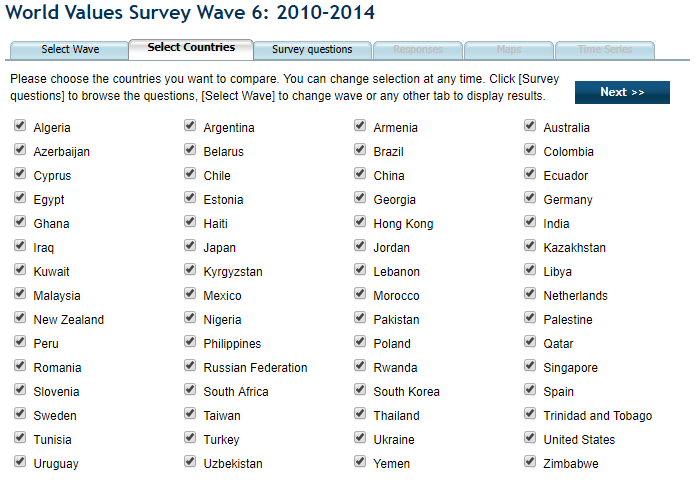 World Values Survey Wave 6: 2010-2014
Select Wave Select Countries Survey questions Responses Maps Time Series
Please choose the countries you want to compare. You can change selection at any time. Click [Survey
questions] to browse the questions, [Select Wave] to change wave or any other tab to display results.
Next >>
Algeria Argentina Armenia Australia
Azerbaijan Belarus Brazil Colombia
Cyprus Chile China Ecuador
Egypt Estonia Georgia Germany
Ghana Haiti Hong Kong India
Iraq Japan Jordan Kazakhstan
Kuwait Kyrgyzstan Lebanon Libya
Malaysia Mexico Morocco Netherlands
New Zealand Nigeria Pakistan Palestine
Peru Philippines Poland Qatar
Romania Russian Federation Rwanda Singapore
Slovenia South Africa South Korea Spain
Sweden Taiwan Thailand Trinidad and Tobago
Tunisia Turkey Ukraine United States
Uruguay Uzbekistan Yemen Zimbabwe